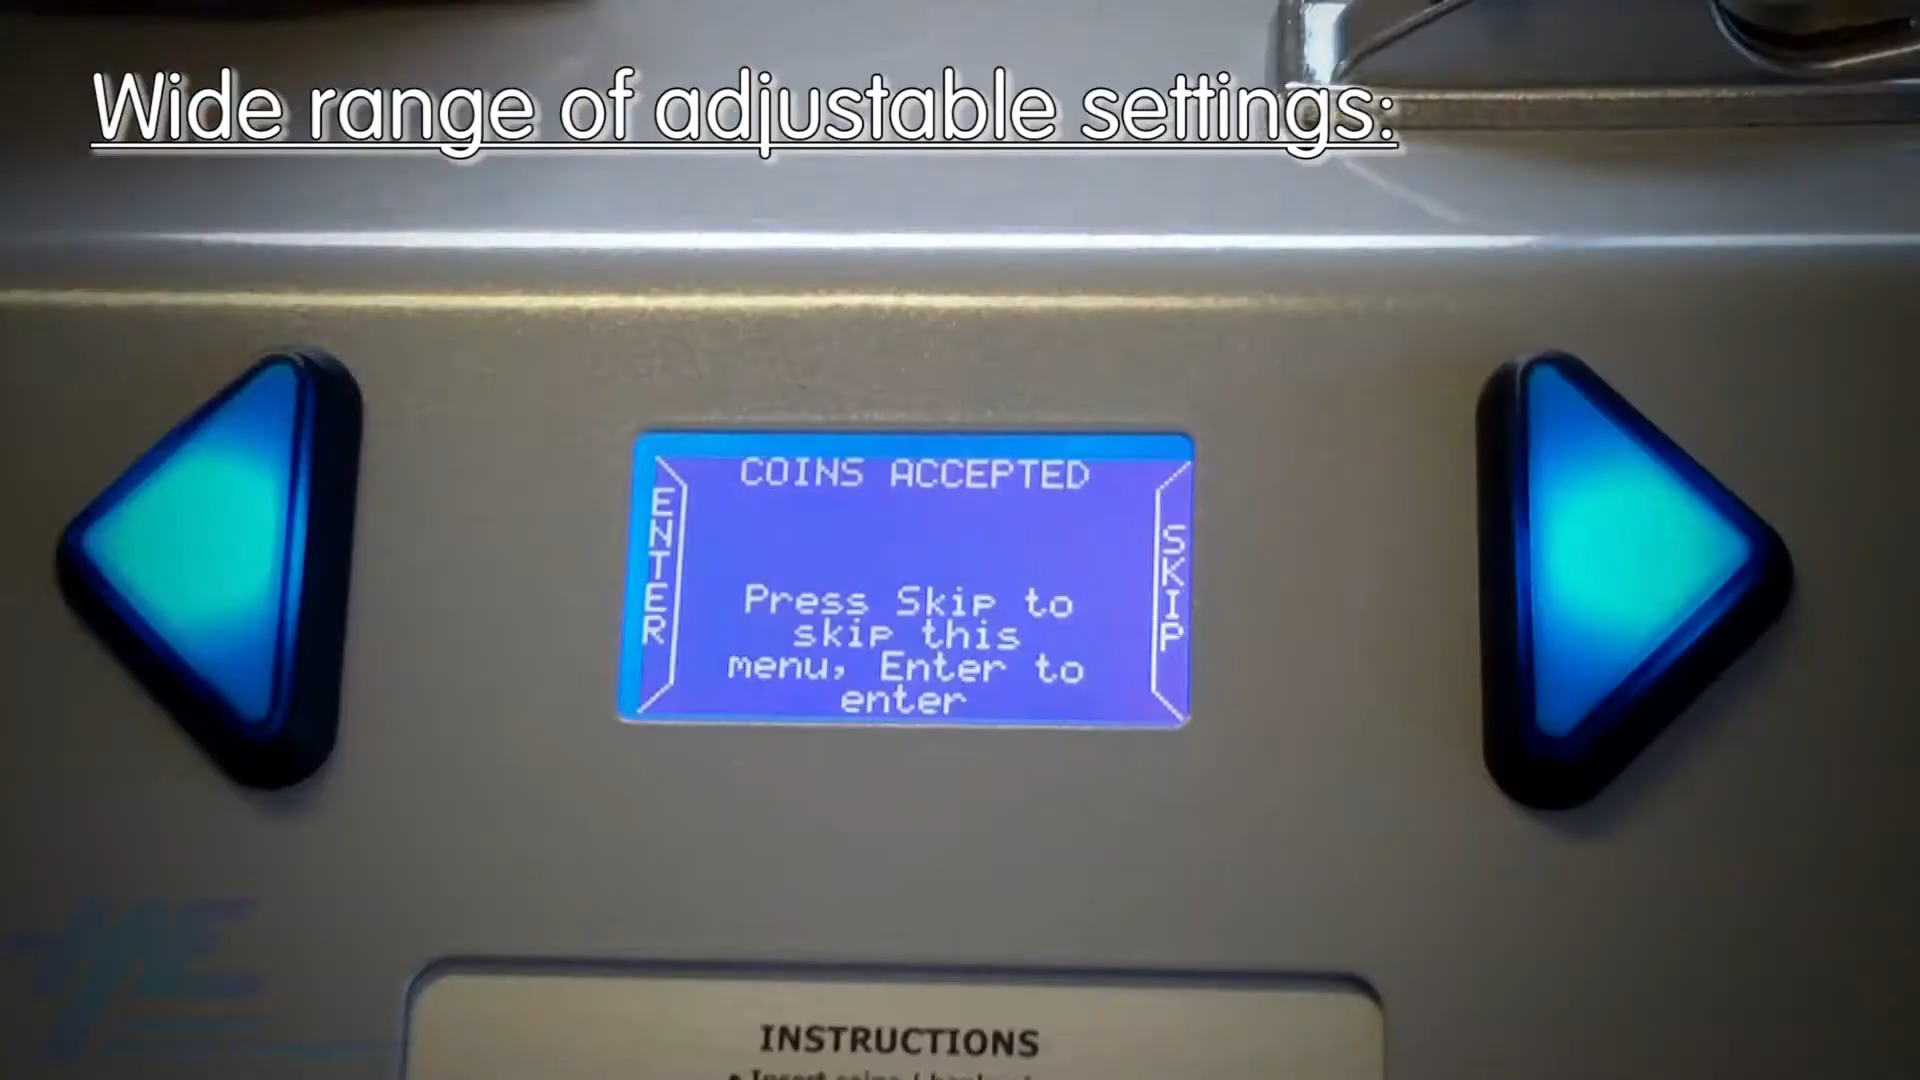 Wide range of adjustable settings:
COINS ACCEPTED
ENTER
SKIP
Press Skip to
skip this
menu, Enter to
enter
INSTRUCTIONS